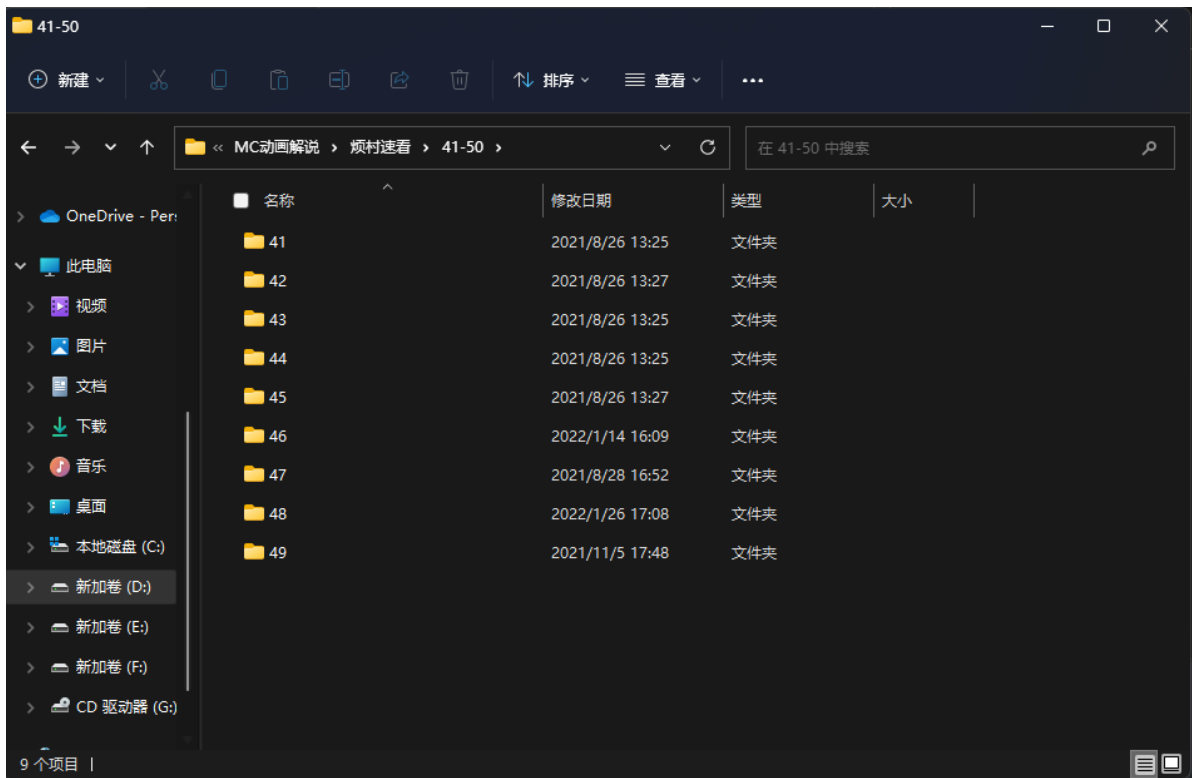 41-50
新建 排序 查看 •••
« MC动画解说 › 烦村速看 › 41-50 › 在 41-50 中搜索
名称 修改日期 类型 大小
OneDrive - Pers
此电脑
视频
图片
文档
下载
音乐
桌面
本地磁盘 (C:)
新加卷 (D:)
新加卷 (E:)
新加卷 (F:)
CD 驱动器 (G:)
41 2021/8/26 13:25 文件夹
42 2021/8/26 13:27 文件夹
43 2021/8/26 13:25 文件夹
44 2021/8/26 13:25 文件夹
45 2021/8/26 13:27 文件夹
46 2022/1/14 16:09 文件夹
47 2021/8/28 16:52 文件夹
48 2022/1/26 17:08 文件夹
49 2021/11/5 17:48 文件夹
9 个项目